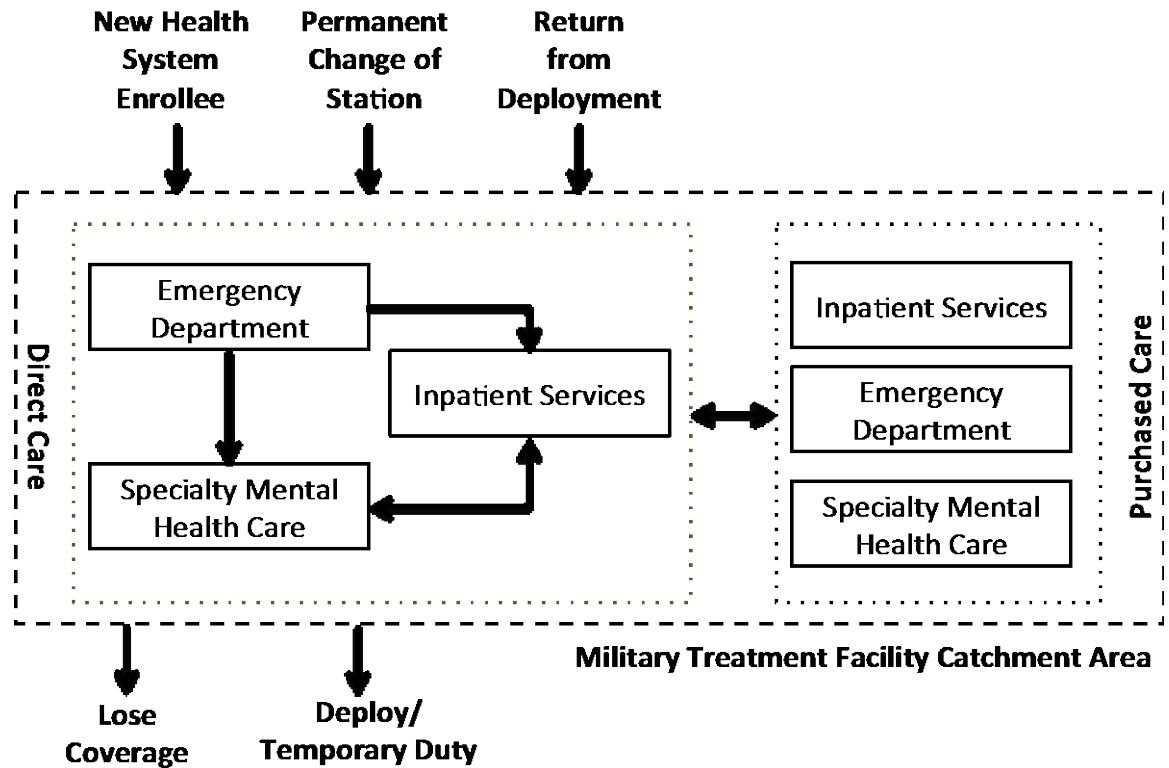 New Health
System
Enrollee
Permanent
Change of
Station
Return
from
Deployment
Direct Care
Emergency
Department
Inpatient Services
Specialty Mental
Health Care
Inpatient Services
Emergency
Department
Specialty Mental
Health Care
Purchased Care
Military Treatment Facility Catchment Area
Lose
Coverage
Deploy/
Temporary Duty